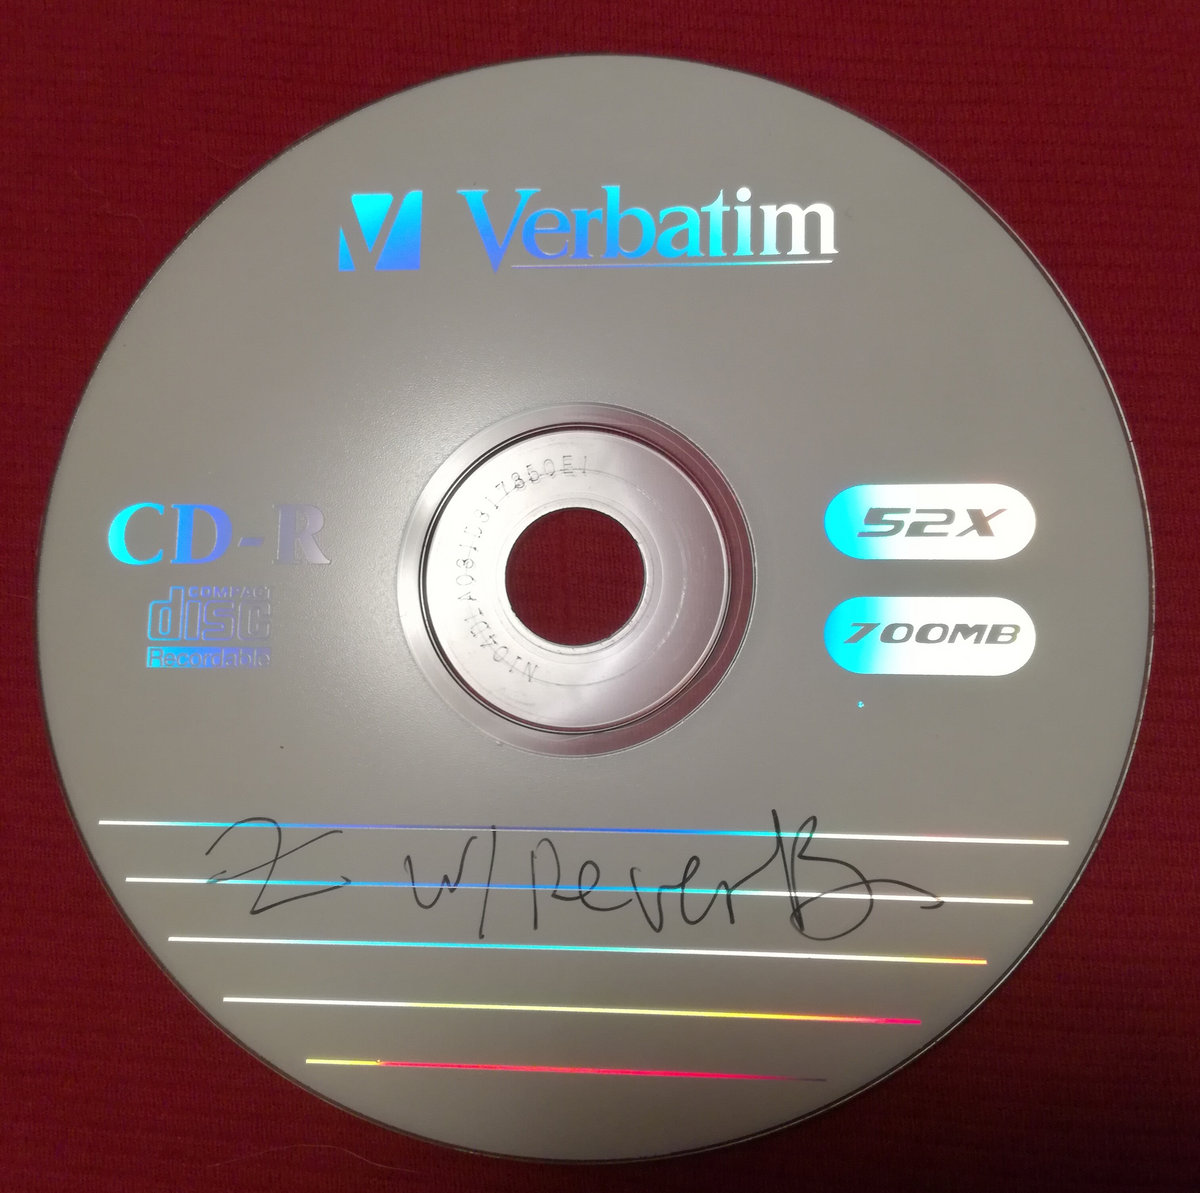 Verbatim
CD-R
COMPACT
disc
Recordable
52X
700MB
w/ReverB